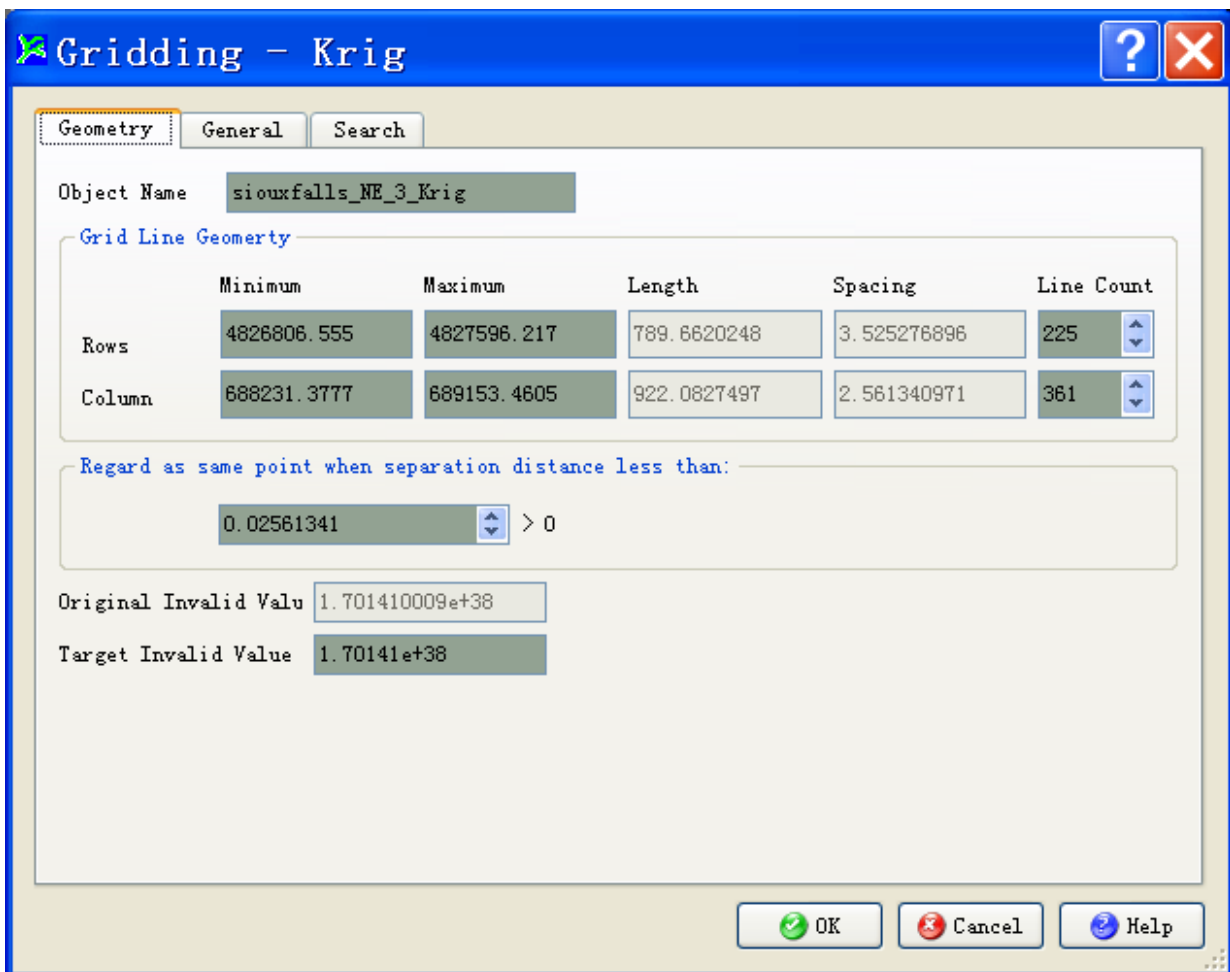 Gridding - Krig
Geometry General Search
Object Name siouxfalls_NE_3_Krig
Grid Line Geomerty
Minimum Maximum Length Spacing Line Count
Rows 4826806.555 4827596.217 789.6620248 3.525276896 225
Column 688231.3777 689153.4605 922.0827497 2.561340971 361
Regard as same point when separation distance less than:
0.02561341 > 0
Original Invalid Valu 1.701410009e+38
Target Invalid Value 1.70141e+38
OK Cancel Help